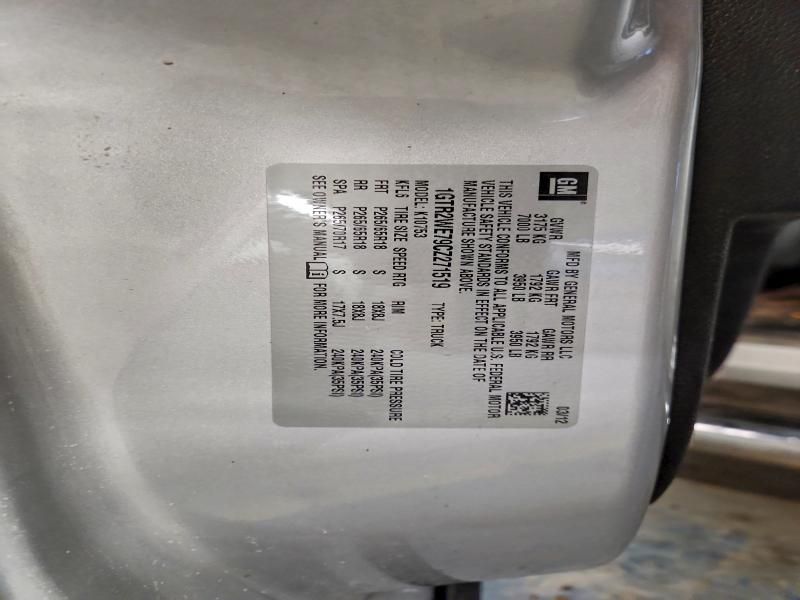 GM
MFD BY GENERAL MOTORS LLC 03/12
GVWR GAWR FRT GAWR RR
3175 KG 1792 KG 1792 KG
7000 LB 3950 LB 3950 LB
THIS VEHICLE CONFORMS TO ALL APPLICABLE U.S. FEDERAL MOTOR
VEHICLE SAFETY STANDARDS IN EFFECT ON THE DATE OF
MANUFACTURE SHOWN ABOVE.
1GTR2WE79CZ271519 TYPE: TRUCK
MODEL: K10753
KFL6 TIRE SIZE SPEED RTG RIM COLD TIRE PRESSURE
FRT P265/65R18 S 18X8J 240KPA(35PSI)
RR P265/65R18 S 18X8J 240KPA(35PSI)
SPA P265/70R17 S 17X7.5J 240KPA(35PSI)
SEE OWNER'S MANUAL FOR MORE INFORMATION.